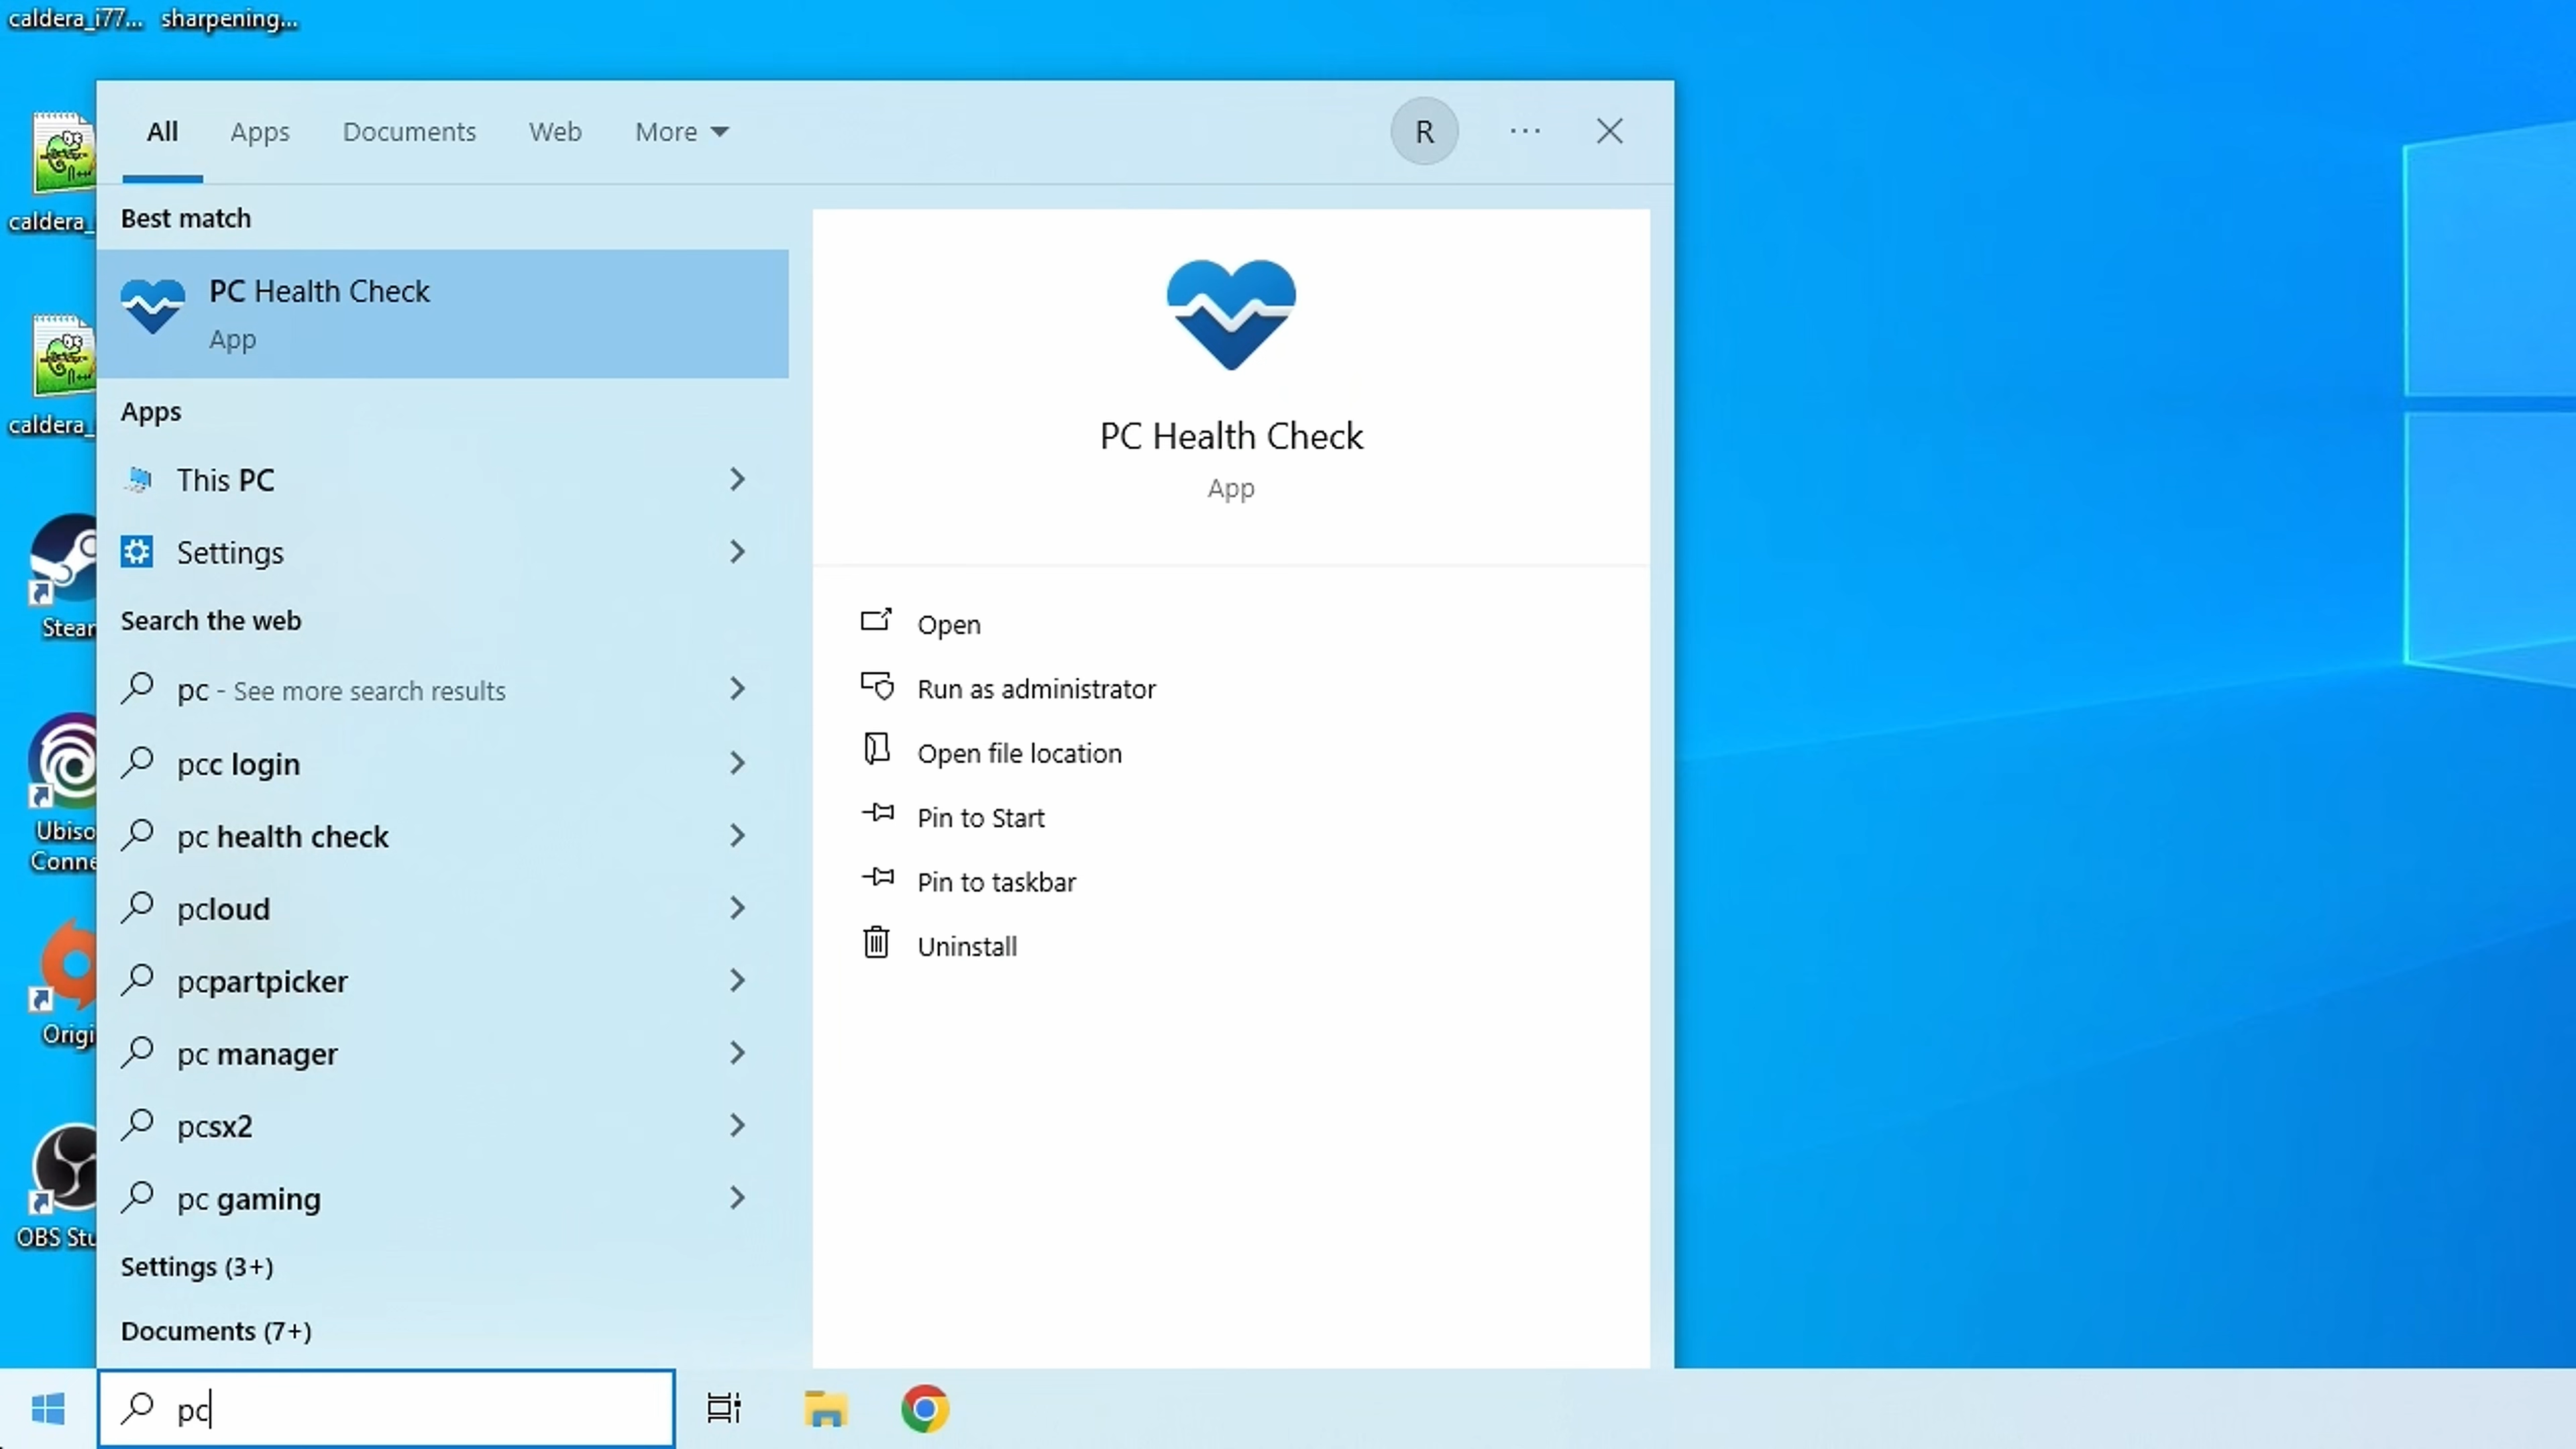 caldera_i77... sharpening...
All Apps Documents Web More
R
Best match
PC Health Check
App
Apps
This PC
Settings
Search the web
pc - See more search results
pcc login
pc health check
pcloud
pcpartpicker
pc manager
pcsx2
pc gaming
Settings (3+)
Documents (7+)
PC Health Check
App
Open
Run as administrator
Open file location
Pin to Start
Pin to taskbar
Uninstall
caldera_
caldera_
Stear
Ubiso
Conne
Origi
OBS Stu
pc